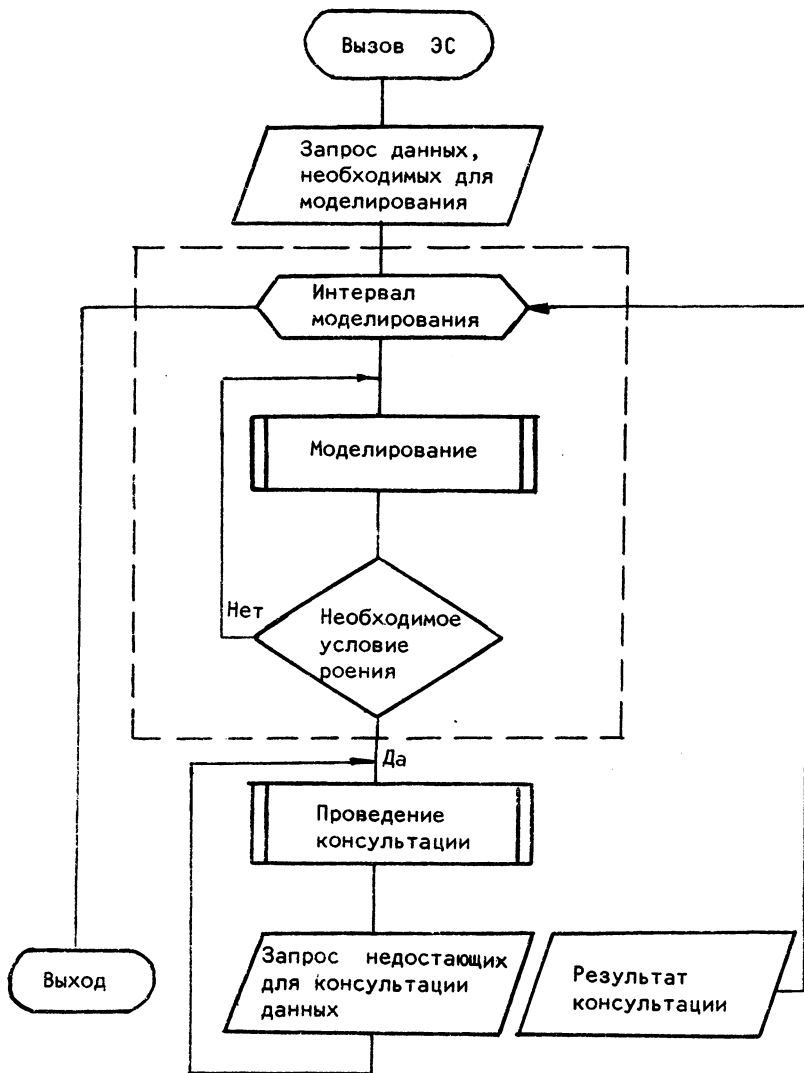 Вызов ЭС
Запрос данных,
необходимых для
моделирования
Интервал
моделирования
Моделирование
Нет
Необходимое
условие
роения
Да
Проведение
консультации
Выход
Запрос недостающих
для консультации
данных
Результат
консультации